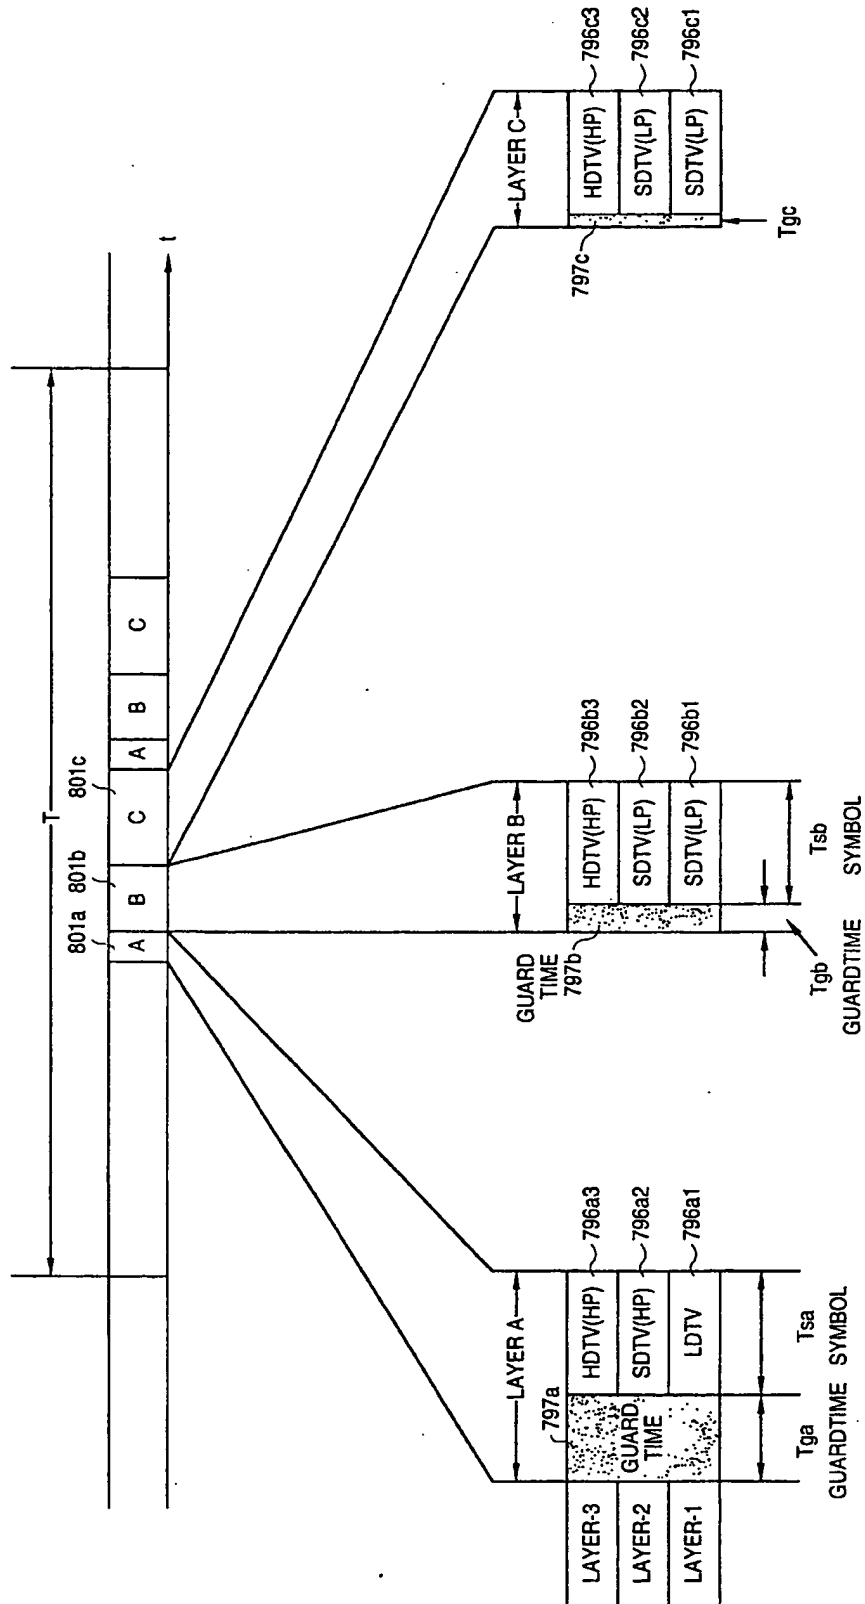 T
t
801a
801b
801c
A
B
C
A
B
C
LAYER A
797a
GUARD
TIME
LAYER-3
LAYER-2
LAYER-1
HDTV(HP)
SDTV(HP)
LDTV
796a3
796a2
796a1
Tga
GUARDTIME
Tsa
SYMBOL
LAYER B
GUARD
TIME
797b
HDTV(HP)
SDTV(LP)
SDTV(LP)
796b3
796b2
796b1
Tgb
GUARDTIME
Tsb
SYMBOL
LAYER C
797c
HDTV(HP)
SDTV(LP)
SDTV(LP)
796c3
796c2
796c1
Tgc